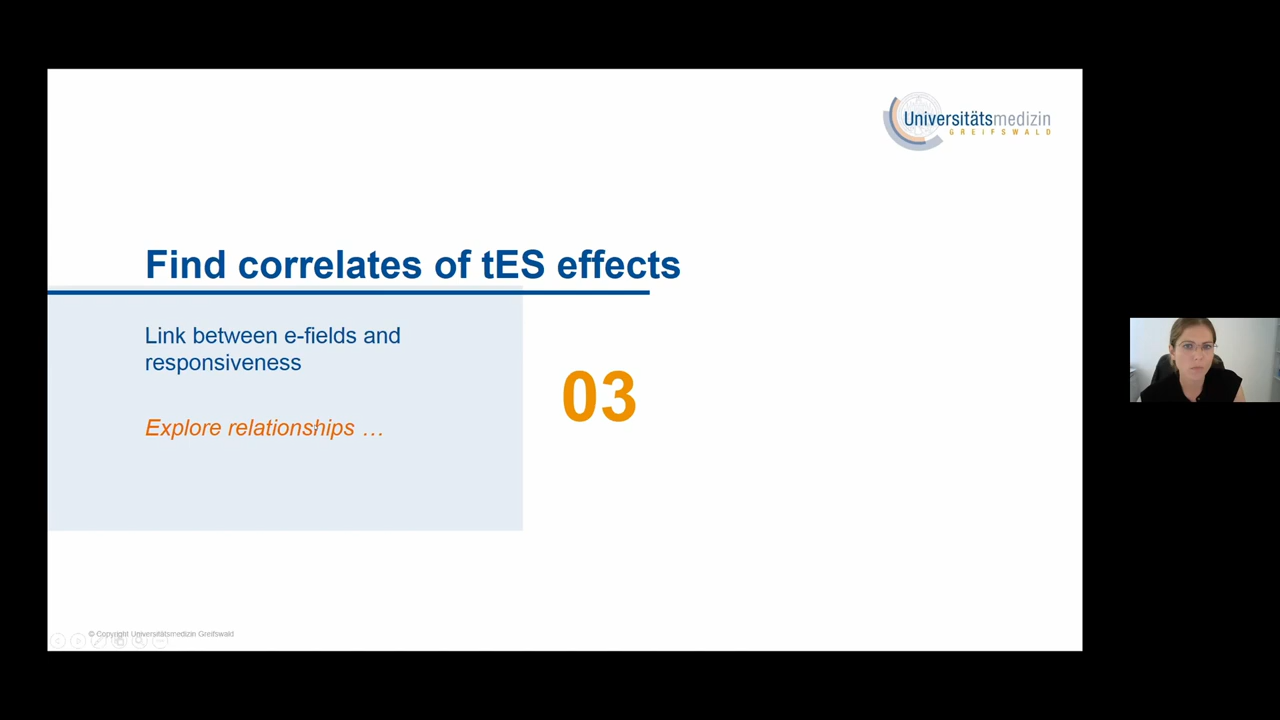 Universitätsmedizin
GREIFSWALD
Find correlates of tES effects
Link between e-fields and
responsiveness
03
Explore relationships …
© Copyright Universitätsmedizin Greifswald